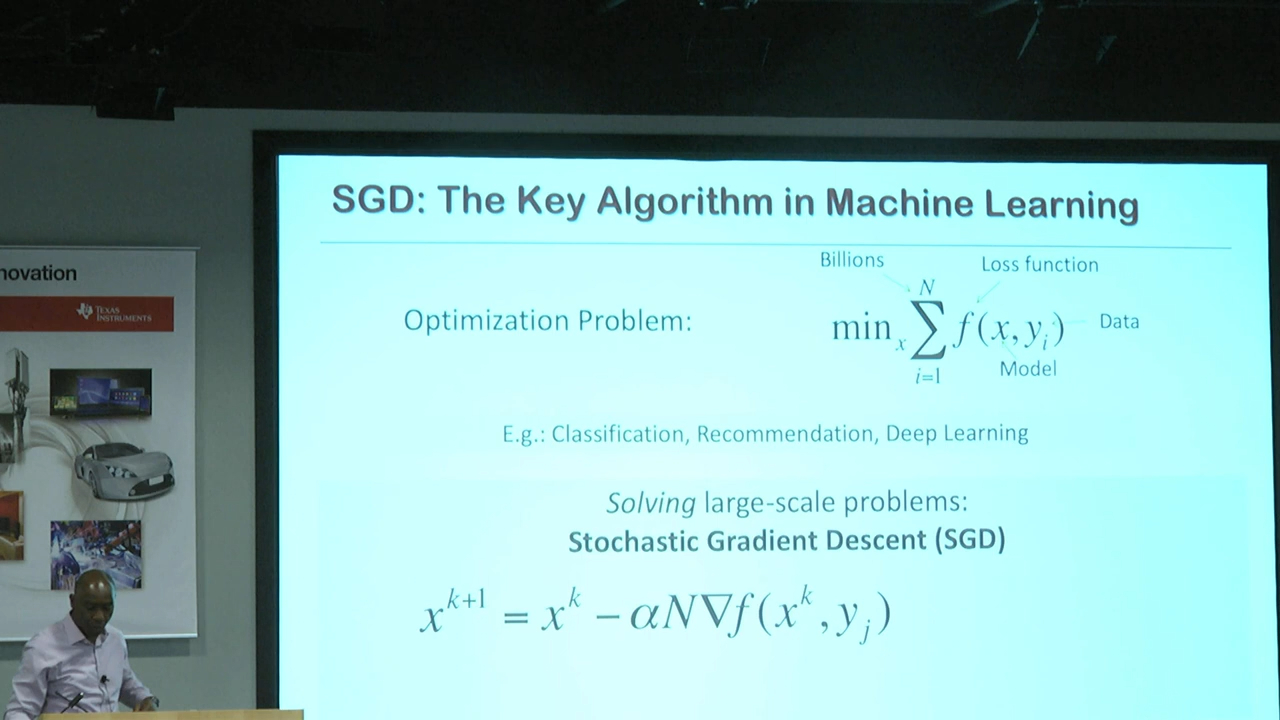 SGD: The Key Algorithm in Machine Learning
Billions
Loss function
Optimization Problem:
min_x \sum_{i=1}^{N} f(x, y_i)
Data
Model
E.g.: Classification, Recommendation, Deep Learning
Solving large-scale problems:
Stochastic Gradient Descent (SGD)
x^{k+1} = x^k − αN∇f(x^k, y_j)
novation
TEXAS
INSTRUMENTS